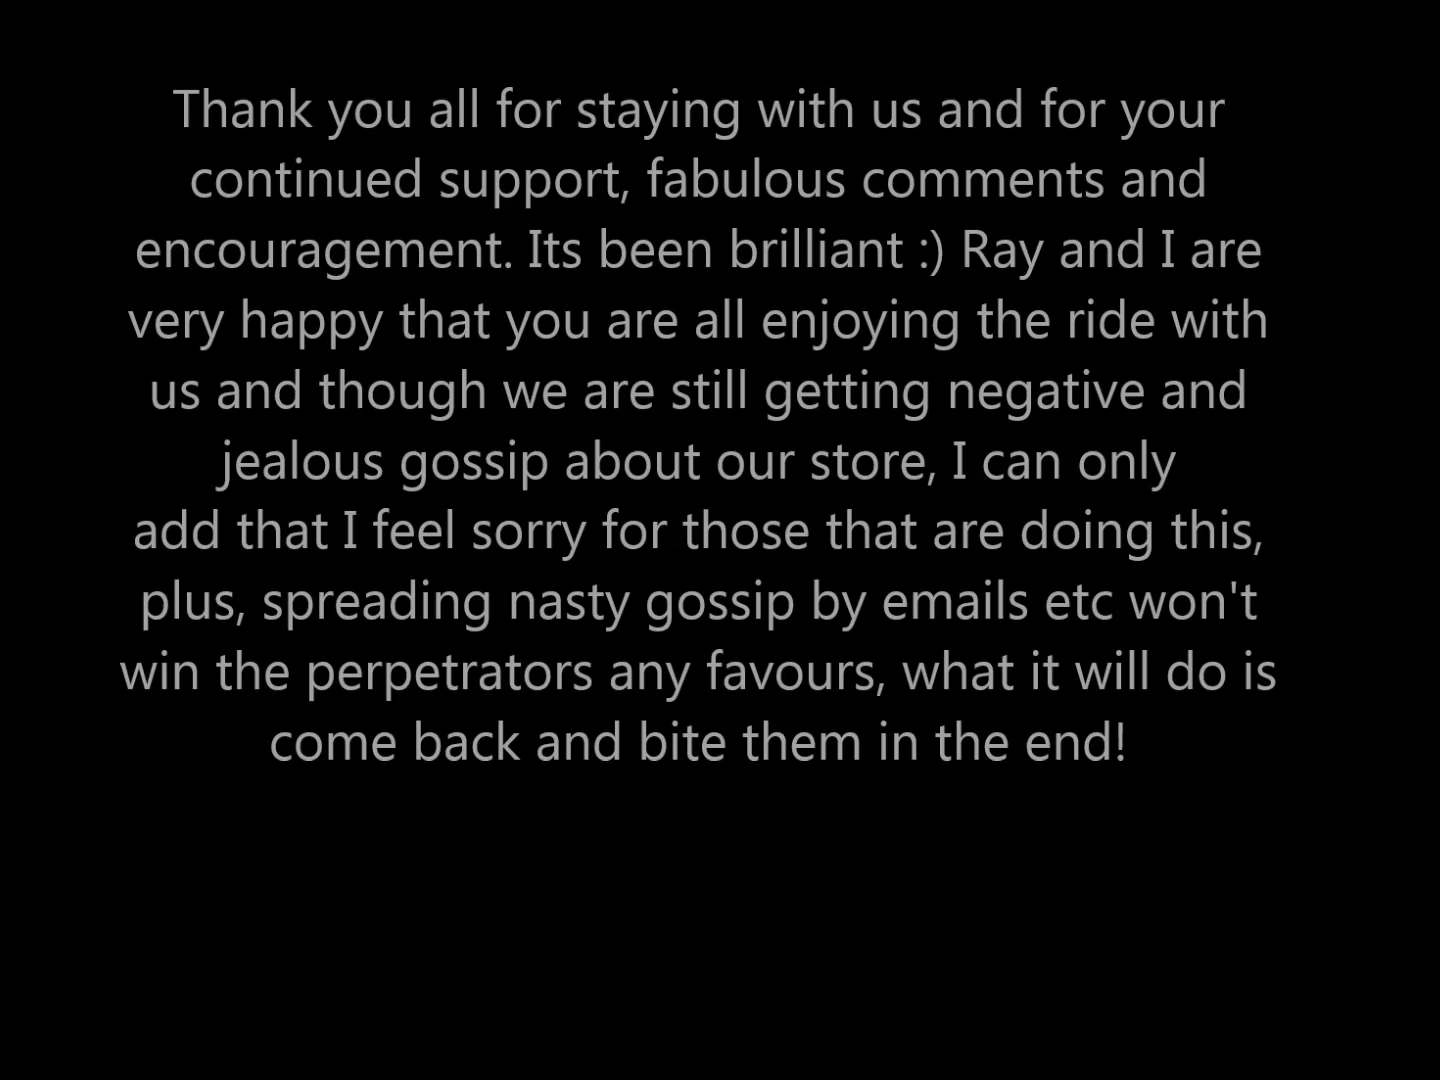 Thank you all for staying with us and for your
continued support, fabulous comments and
encouragement. Its been brilliant :) Ray and I are
very happy that you are all enjoying the ride with
us and though we are still getting negative and
jealous gossip about our store, I can only
add that I feel sorry for those that are doing this,
plus, spreading nasty gossip by emails etc won't
win the perpetrators any favours, what it will do is
come back and bite them in the end!